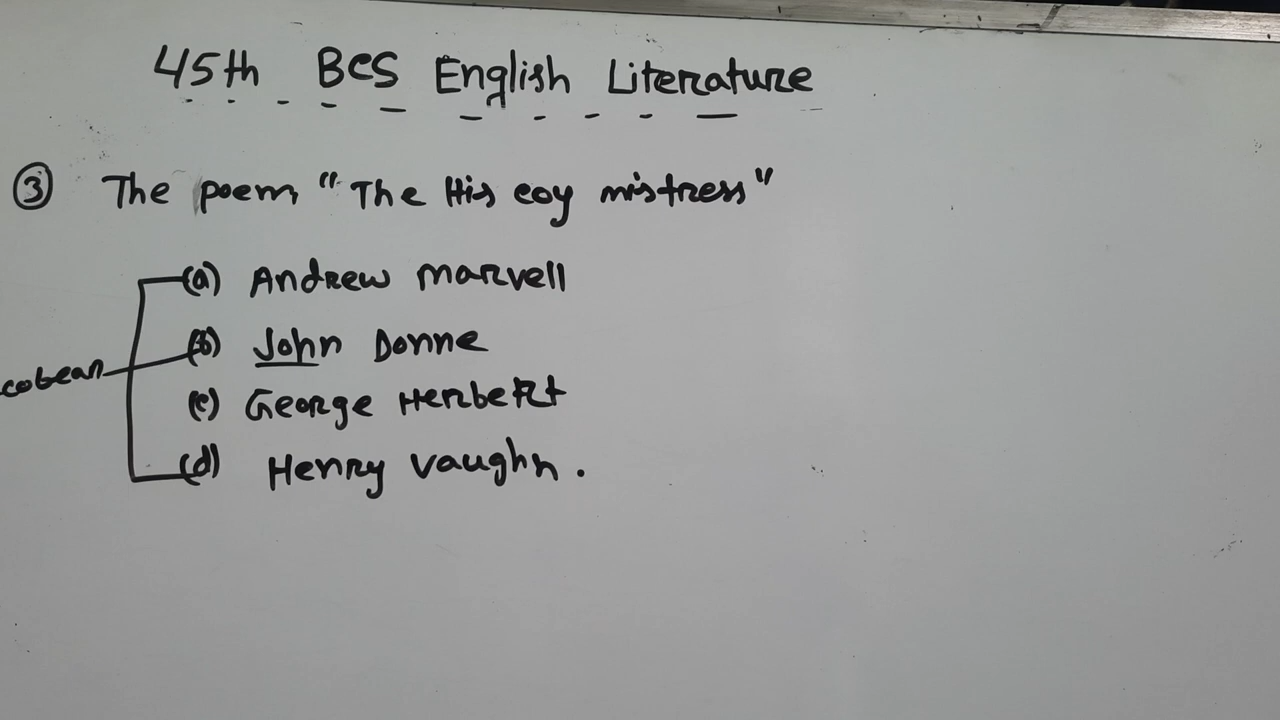 45th BCS English Literature
③ The poem "The His coy mistress"
(a) Andrew Marvell
(b) John Donne
(c) George Herbert
(d) Henry Vaughn.